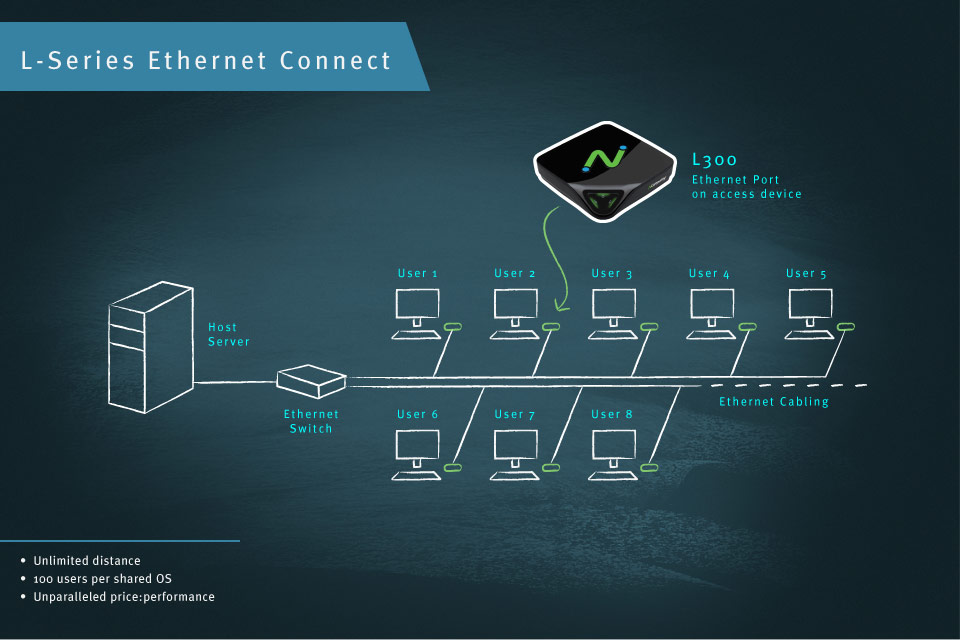 L-Series Ethernet Connect
L300
Ethernet Port
on access device
User 1
User 2
User 3
User 4
User 5
Host
Server
Ethernet
Switch
Ethernet Cabling
User 6
User 7
User 8
• Unlimited distance
• 100 users per shared OS
• Unparalleled price:performance